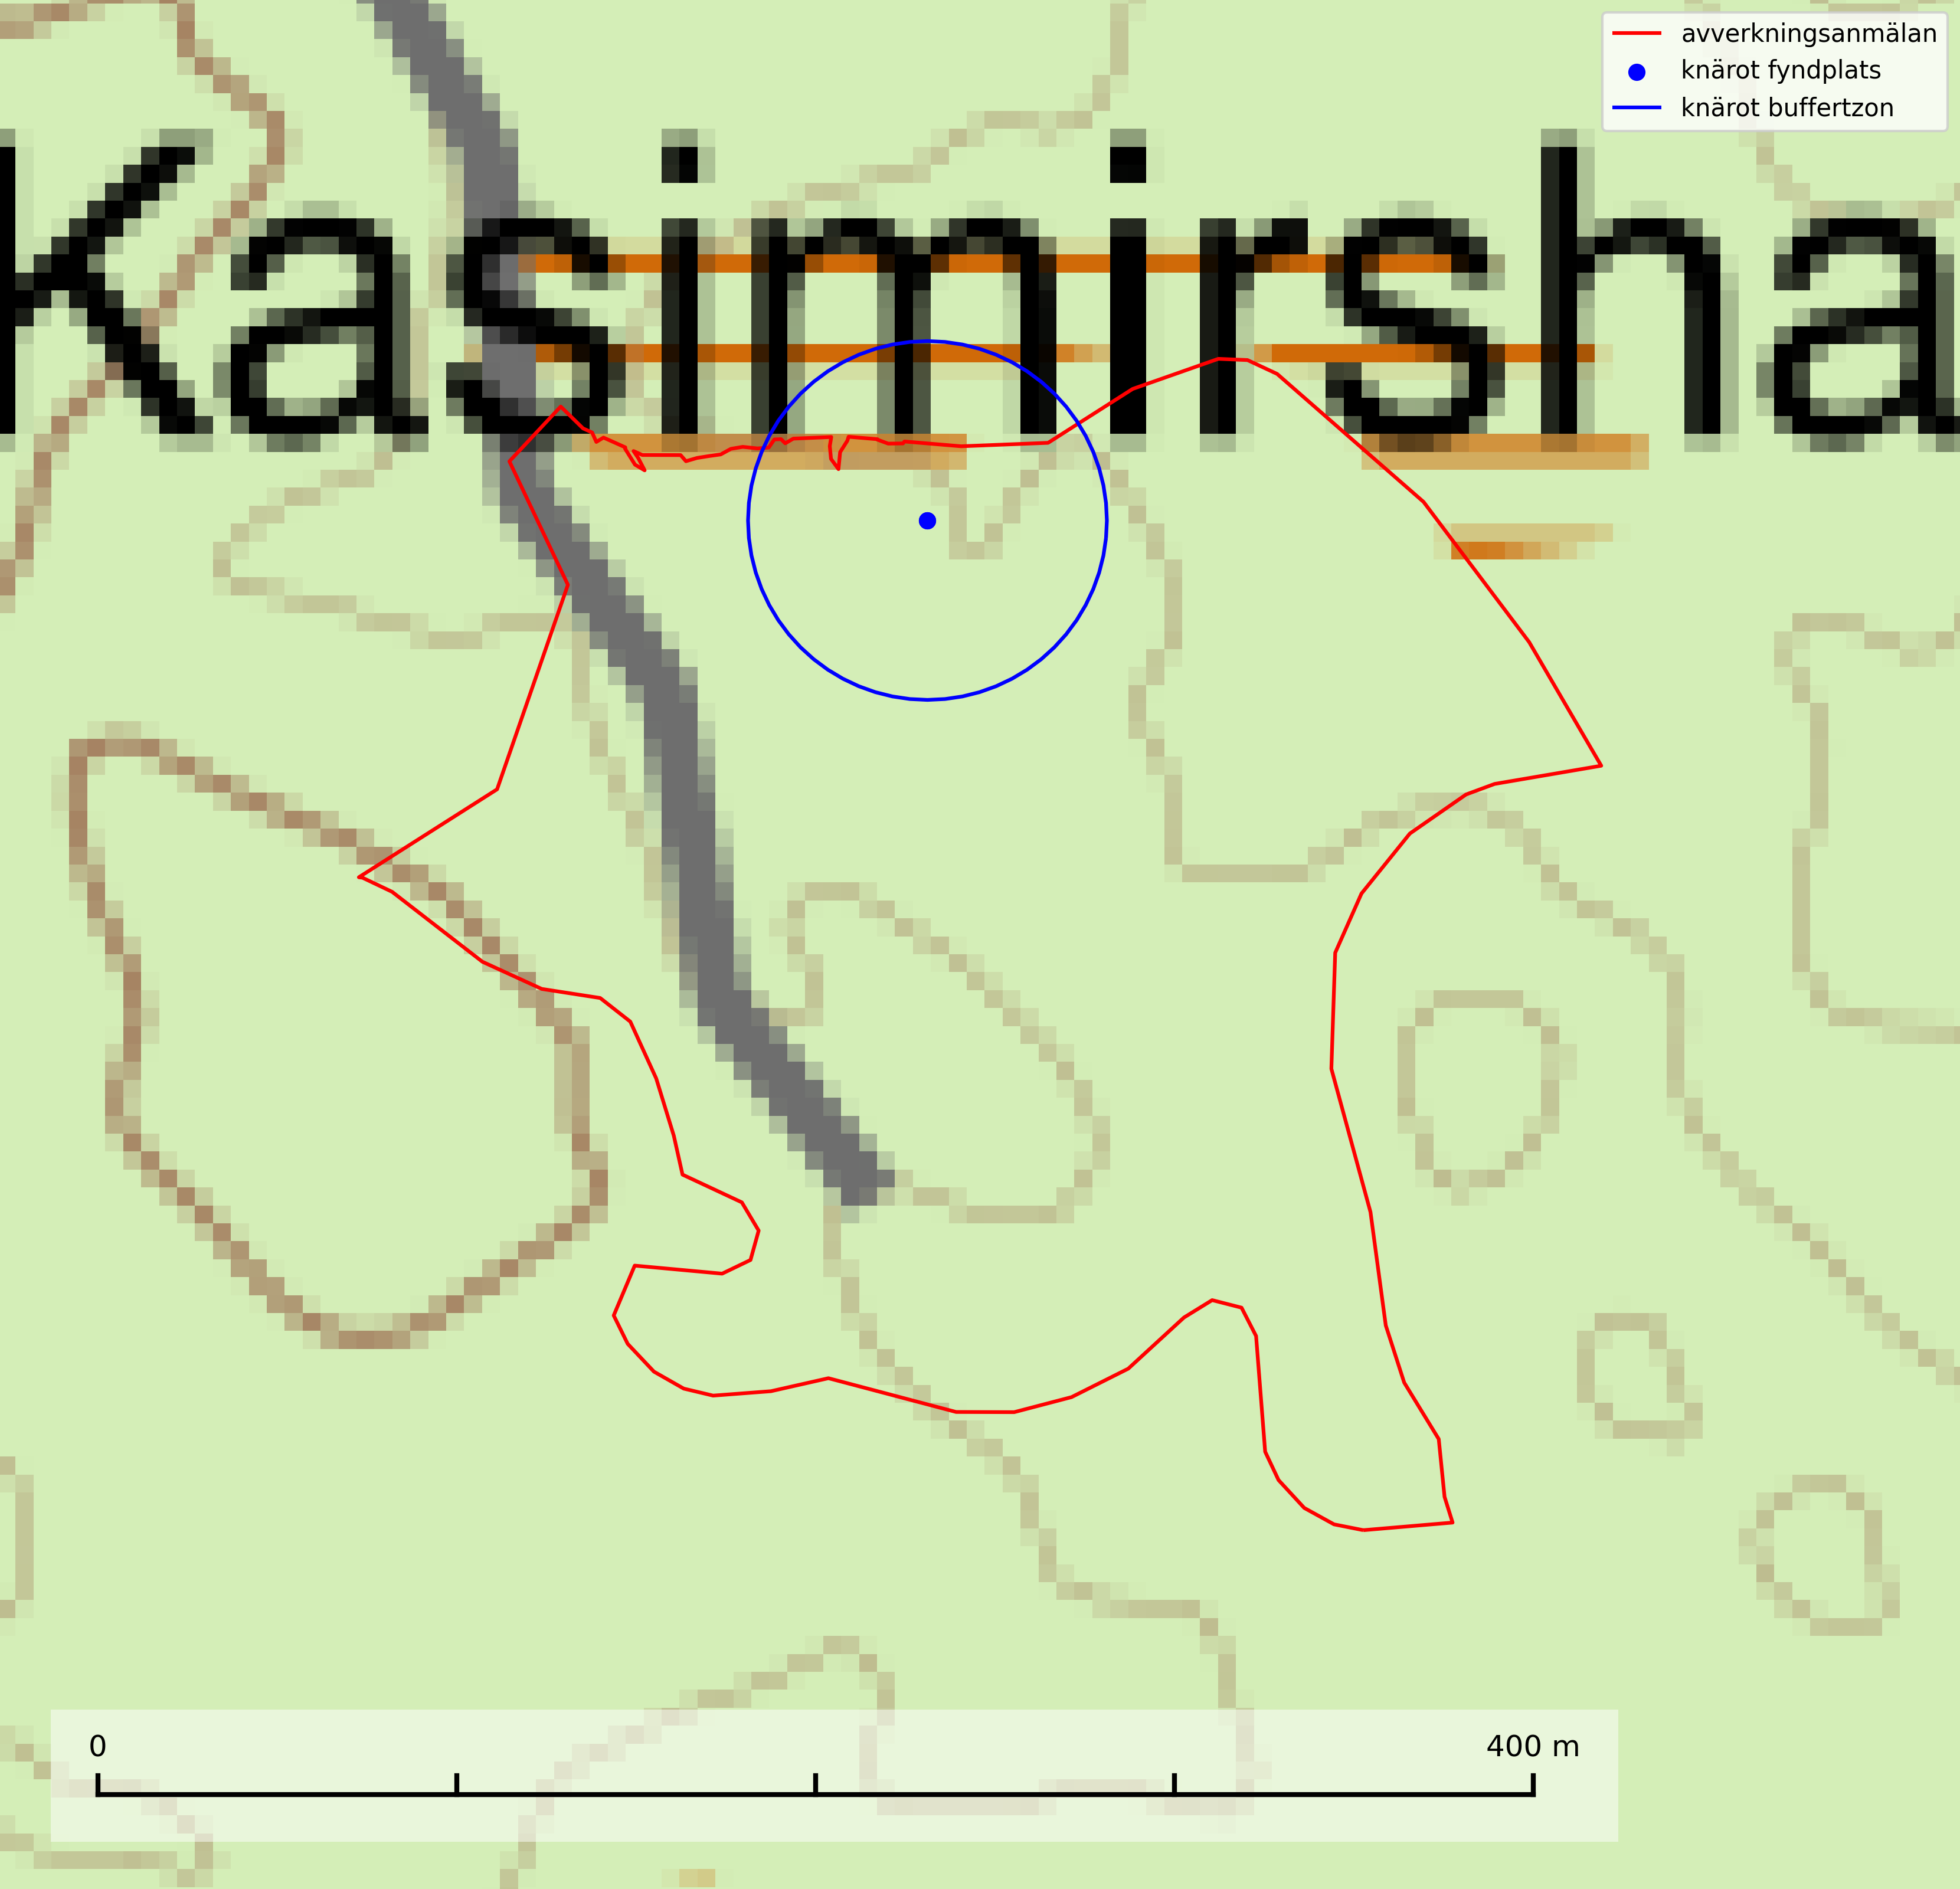 avverkningsanmälan
knärot fyndplats
knärot buffertzon
Kasimirsha
0 400 m